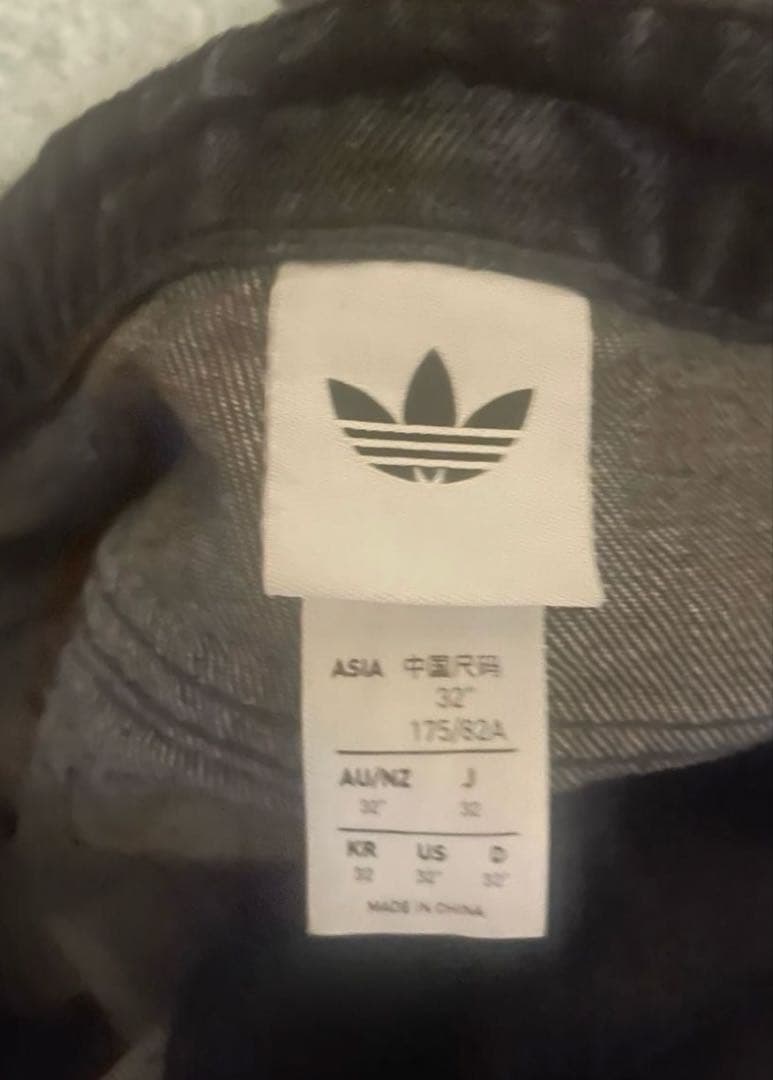 ASIA 中国尺码
32"
175/82A
AU/NZ J
32" 32
KR US D
32 32" 32"
MADE IN CHINA